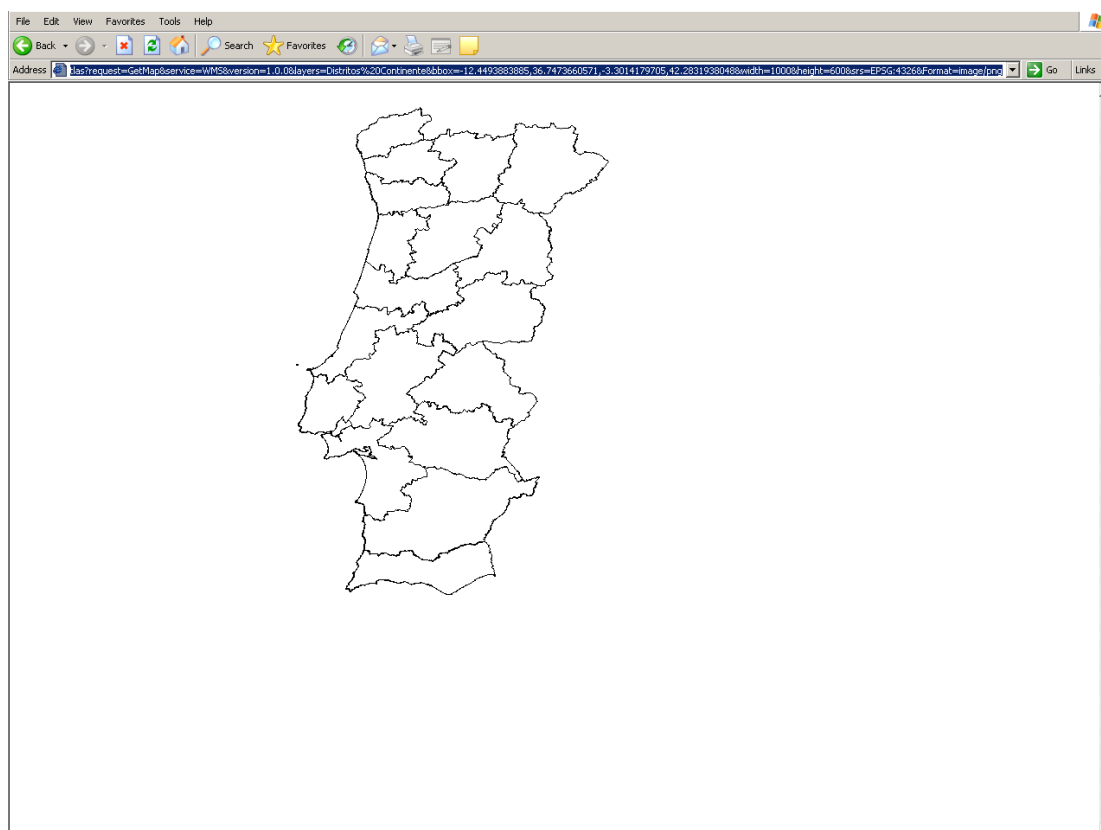 File Edit View Favorites Tools Help
Back Search Favorites
Address tlas?request=GetMap&service=WMS&version=1.0.0&layers=Distritos%20Continente&bbox=-12.4493883885,36.7473660571,-3.3014179705,42.2831938048&width=1000&height=600&srs=EPSG:4326&Format=image/png Go Links